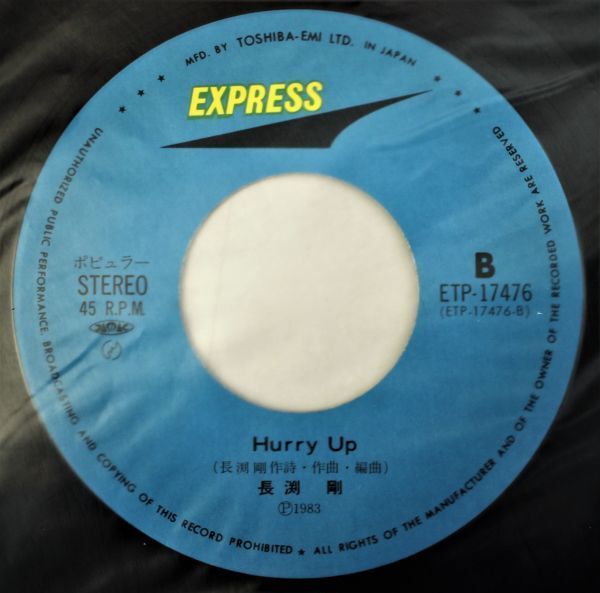 MFD. BY TOSHIBA-EMI LTD. IN JAPAN
EXPRESS
ポピュラー
STEREO
45 R.P.M.
B
ETP-17476
(ETP-17476-B)
Hurry Up
(長渕剛作詩・作曲・編曲)
長渕 剛
Ⓟ1983
UNAUTHORIZED PUBLIC PERFORMANCE, BROADCASTING AND COPYING OF THIS RECORD PROHIBITED ★ ALL RIGHTS OF THE MANUFACTURER AND OF THE OWNER OF THE RECORDED WORK ARE RESERVED